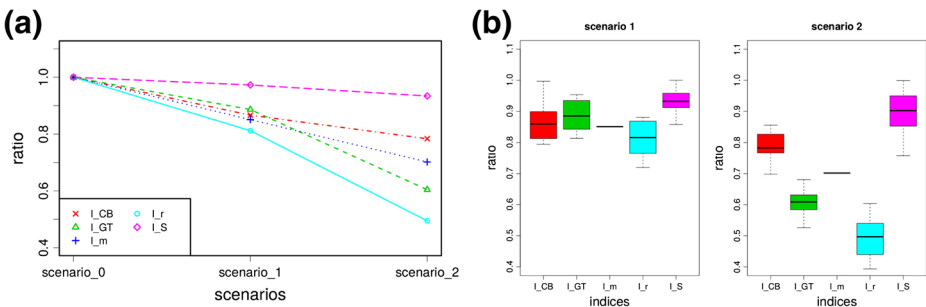 (a)
ratio
1.0
0.8
0.6
0.4
I_CB
I_GT
I_m
I_r
I_S
scenario_0
scenario_1
scenario_2
scenarios
(b)
scenario 1
ratio
1.1
1.0
0.9
0.8
0.7
0.6
0.5
0.4
I_CB
I_GT
I_m
I_r
I_S
indices
scenario 2
ratio
1.1
1.0
0.9
0.8
0.7
0.6
0.5
0.4
I_CB
I_GT
I_m
I_r
I_S
indices